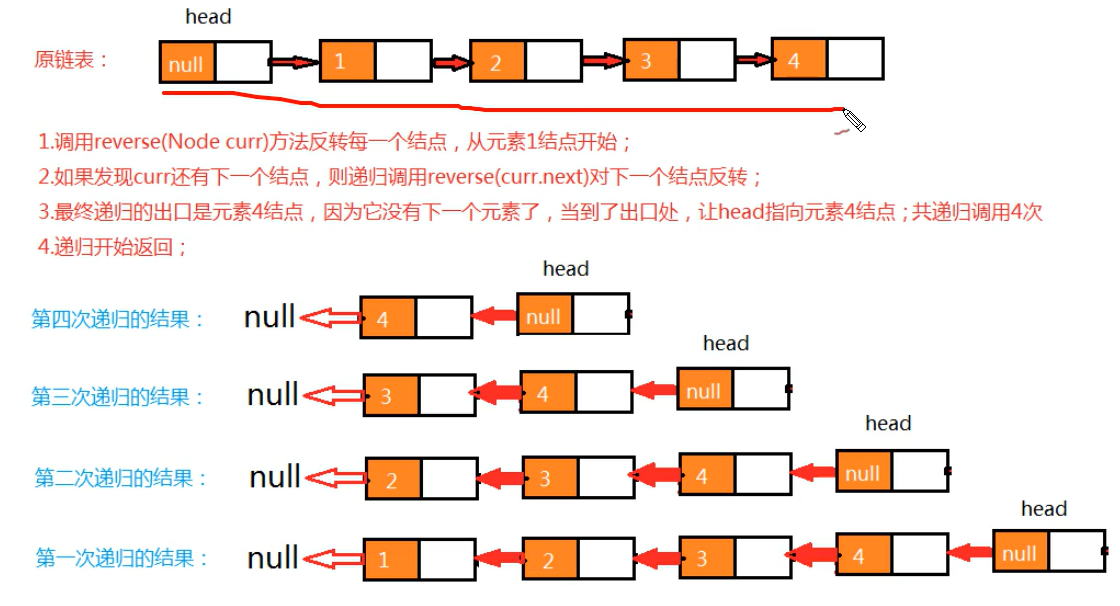 head
原链表： null 1 2 3 4
1.调用reverse(Node curr)方法反转每一个结点，从元素1结点开始；
2.如果发现curr还有下一个结点，则递归调用reverse(curr.next)对下一个结点反转；
3.最终递归的出口是元素4结点，因为它没有下一个元素了，当到了出口处，让head指向元素4结点；共递归调用4次
4.递归开始返回；
head
第四次递归的结果： null 4 null
head
第三次递归的结果： null 3 4 null
head
第二次递归的结果： null 2 3 4 null
head
第一次递归的结果： null 1 2 3 4 null